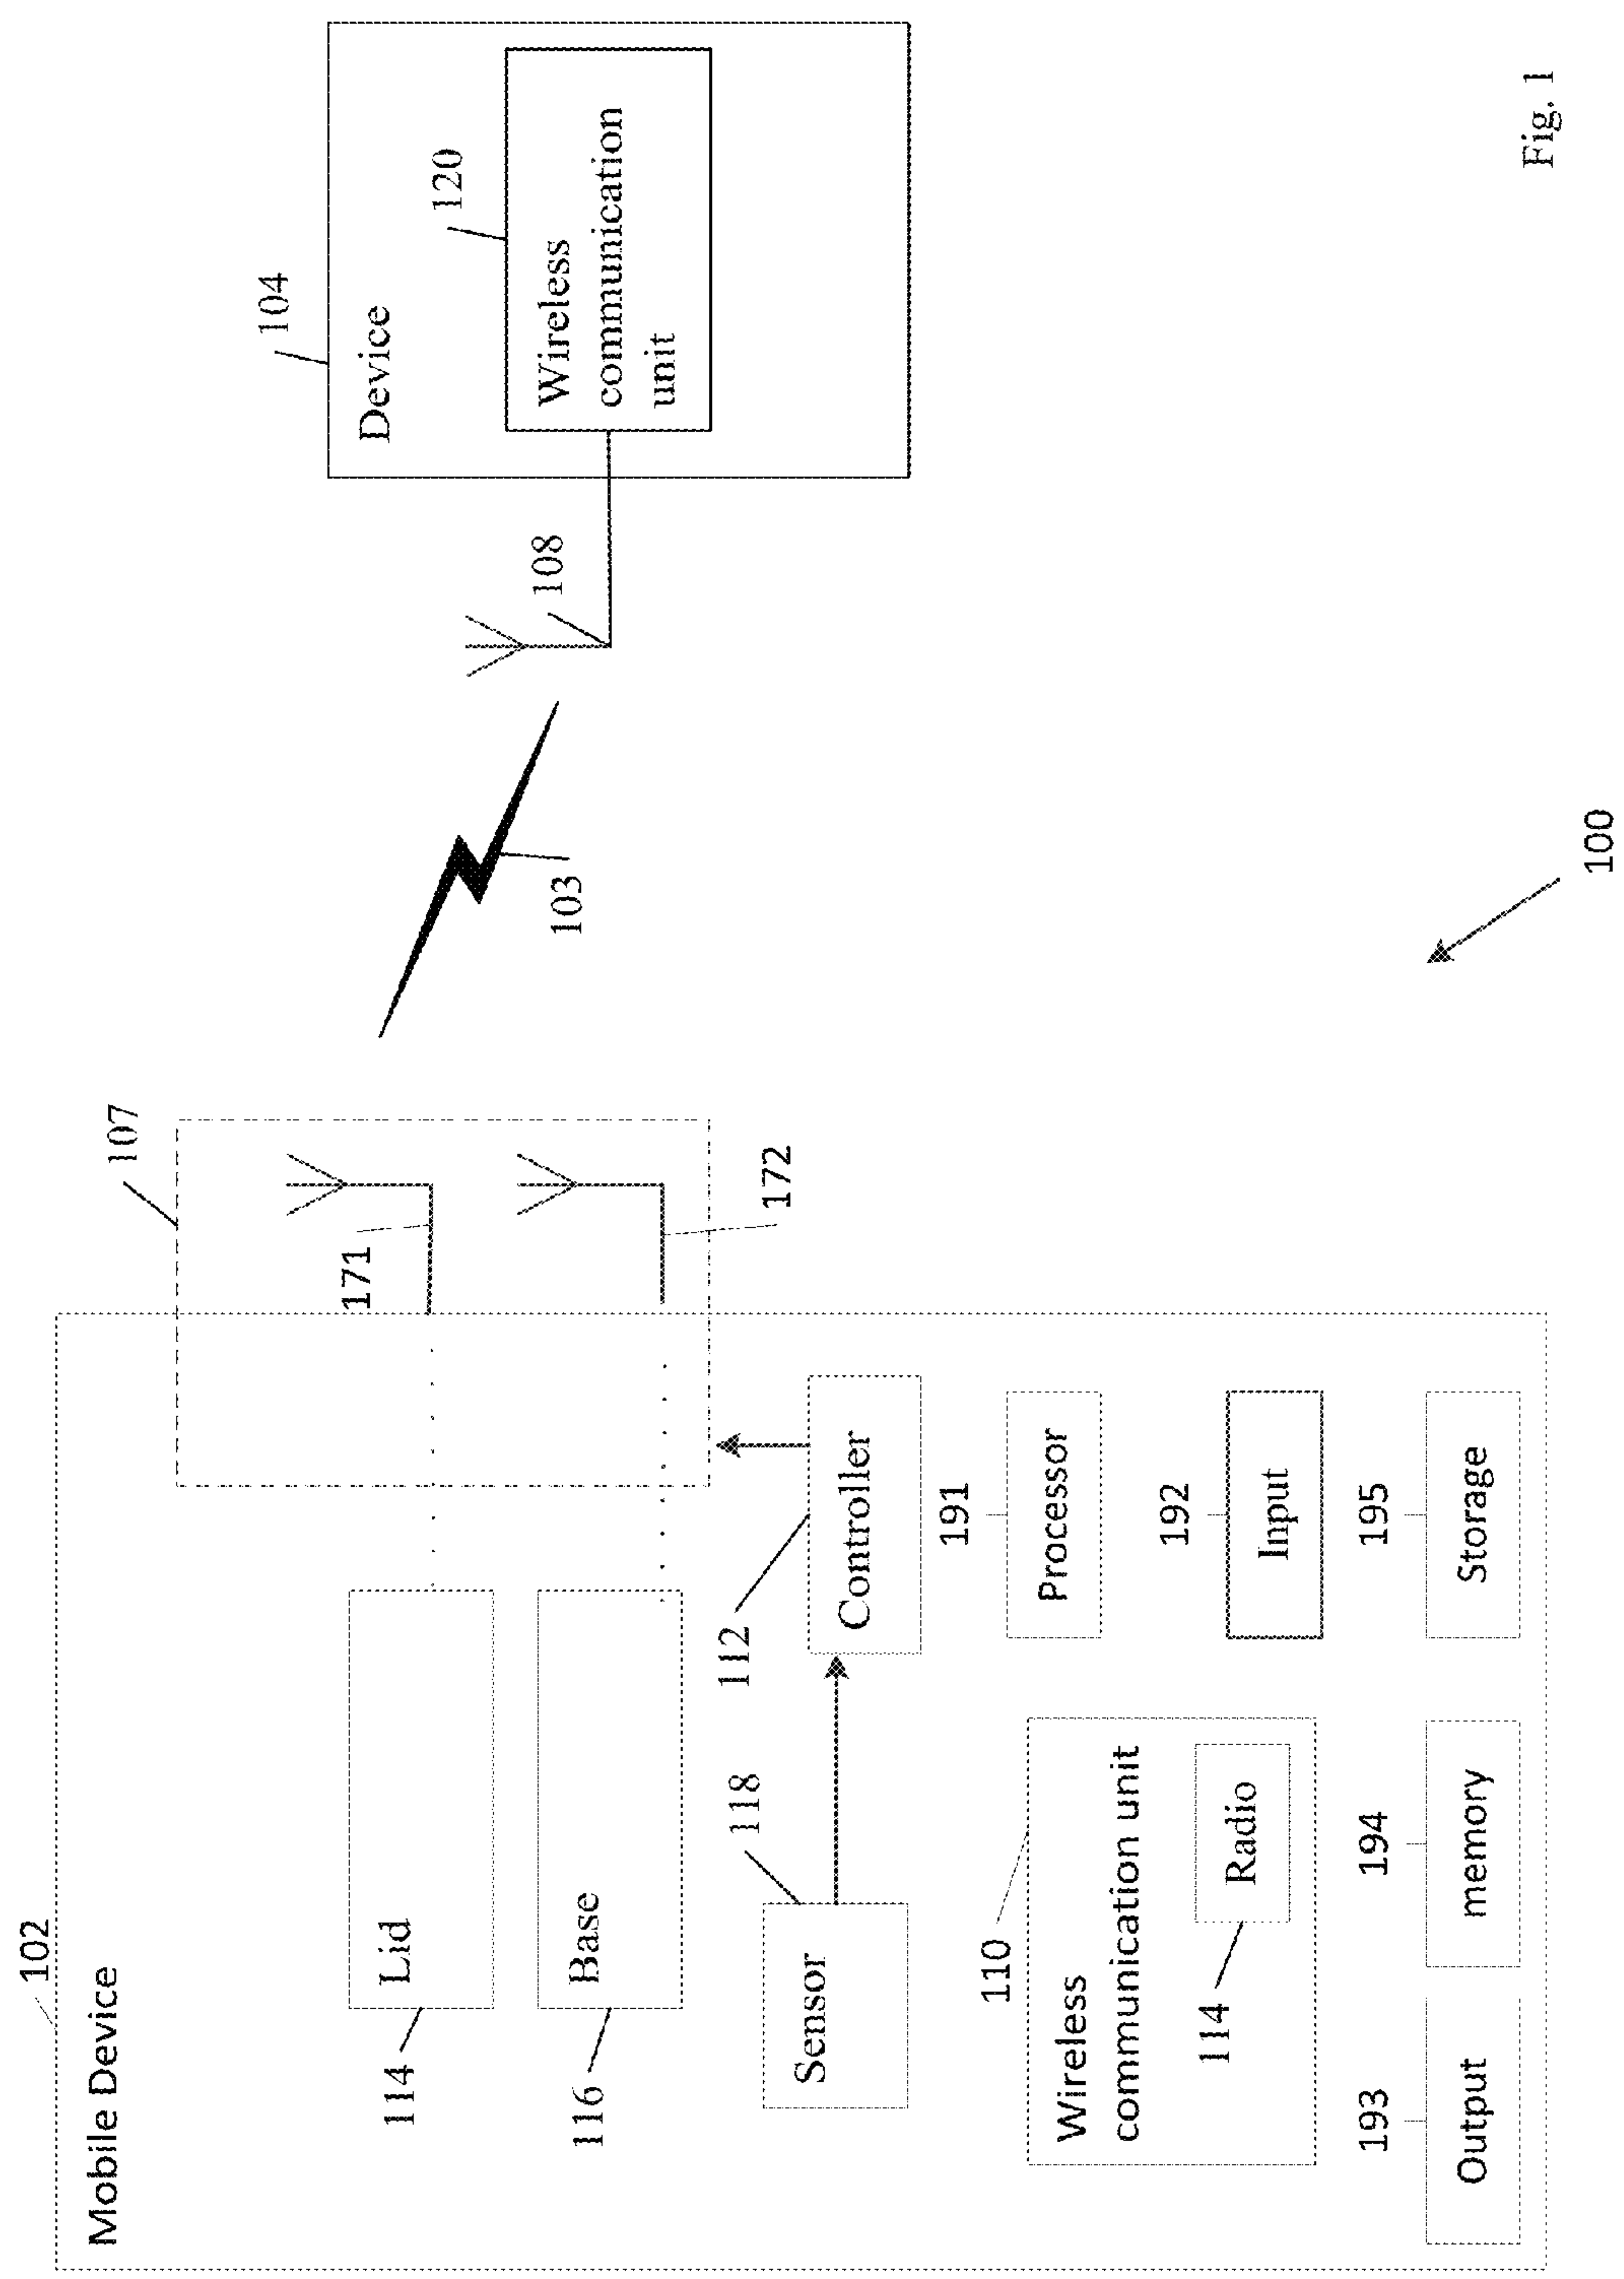 102
Mobile Device
107
104
Device
114
Lid
171
120
Wireless
communication
unit
116
Base
172
103
108
118
Sensor
112
Controller
110
Wireless
communication unit
114
Radio
191
Processor
192
Input
193
Output
194
memory
195
Storage
100
Fig. 1